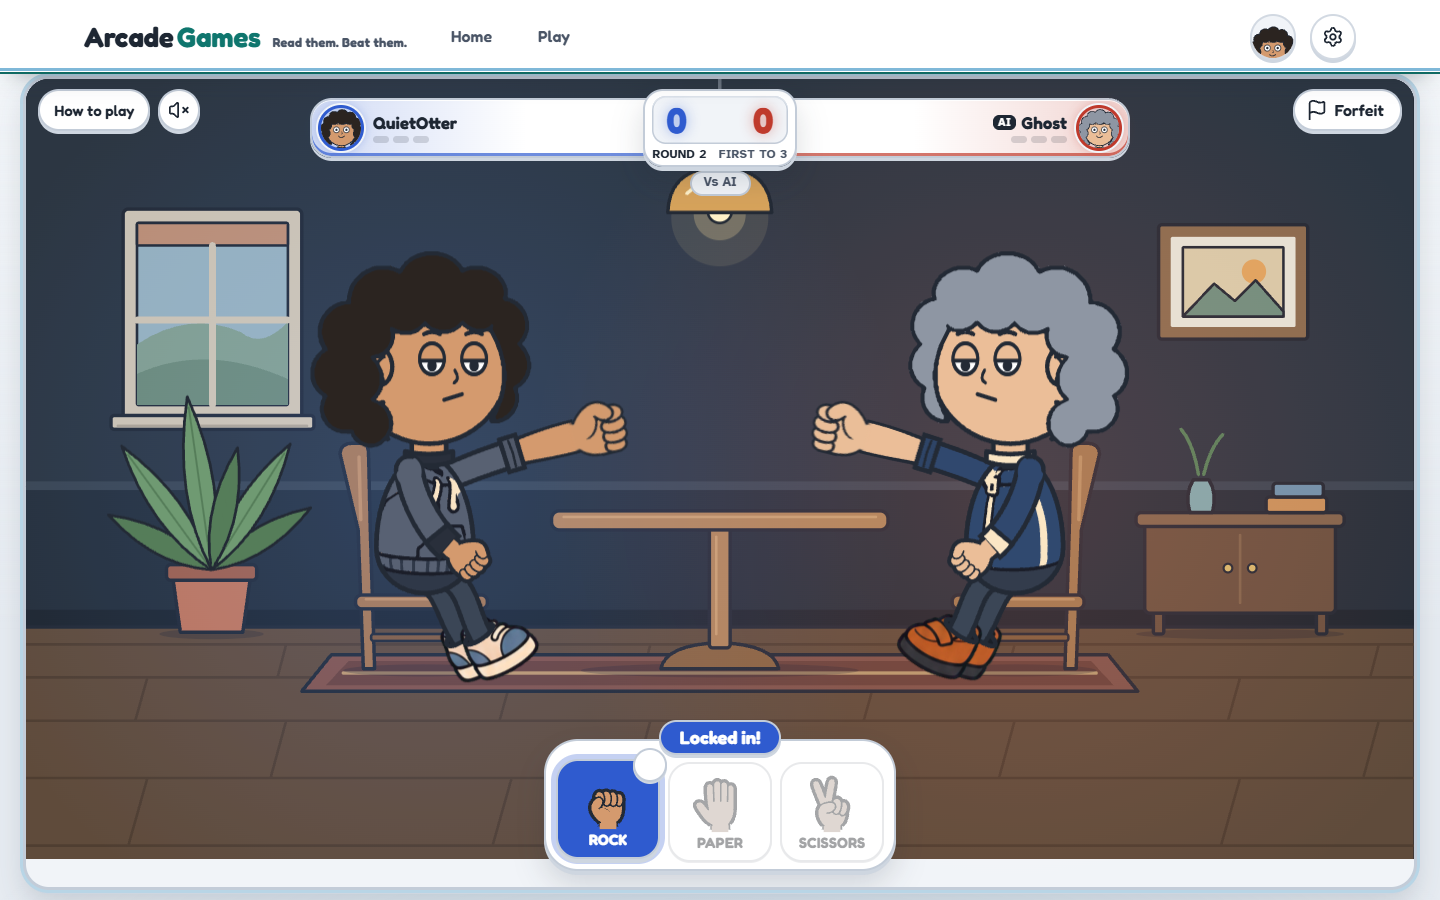 Arcade Games Read them. Beat them. Home Play
How to play
QuietOtter
0 0
AI Ghost
Forfeit
ROUND 2 FIRST TO 3
Vs AI
Locked in!
ROCK PAPER SCISSORS